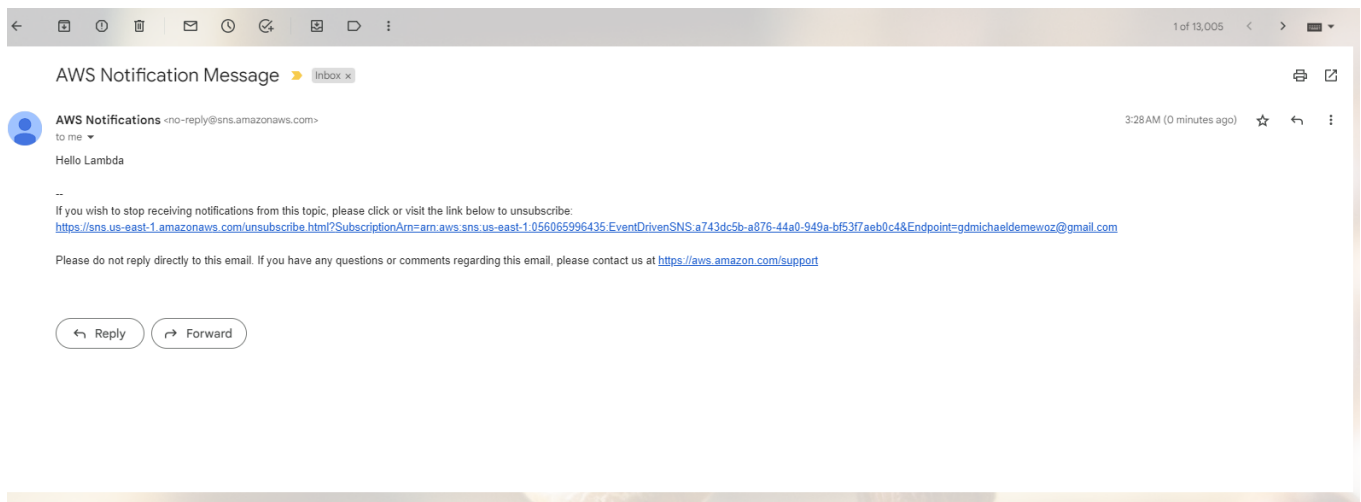 1 of 13,005
AWS Notification Message Inbox x
AWS Notifications <no-reply@sns.amazonaws.com> 3:28 AM (0 minutes ago)
to me
Hello Lambda
--
If you wish to stop receiving notifications from this topic, please click or visit the link below to unsubscribe:
https://sns.us-east-1.amazonaws.com/unsubscribe.html?SubscriptionArn=arn:aws:sns:us-east-1:056065996435:EventDrivenSNS:a743dc5b-a876-44a0-949a-bf53f7aeb0c4&Endpoint=gdmichaeldemewoz@gmail.com
Please do not reply directly to this email. If you have any questions or comments regarding this email, please contact us at https://aws.amazon.com/support
Reply Forward